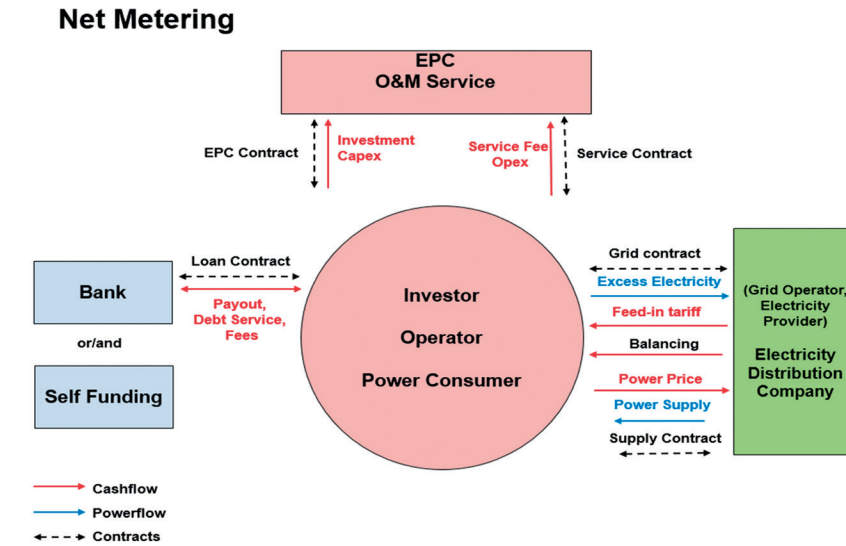 Net Metering
EPC
O&M Service
EPC Contract
Investment
Capex
Service Fee
Opex
Service Contract
Loan Contract
Payout,
Debt Service,
Fees
Bank
or/and
Self Funding
Investor
Operator
Power Consumer
Grid contract
Excess Electricity
Feed-in tariff
Balancing
Power Price
Power Supply
Supply Contract
(Grid Operator,
Electricity
Provider)
Electricity
Distribution
Company
Cashflow
Powerflow
Contracts